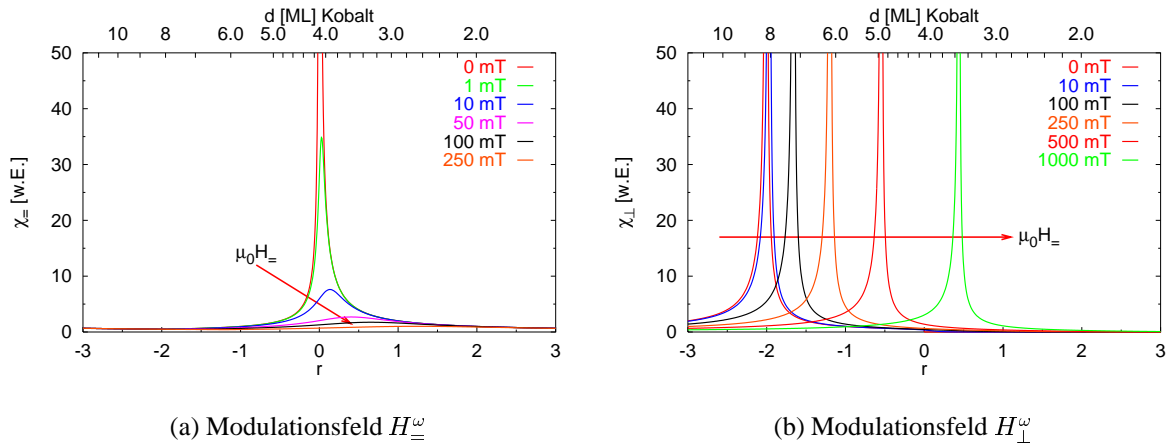 d [ML] Kobalt
10 8 6.0 5.0 4.0 3.0 2.0
50
40
30
20
10
0
χ= [w.E.]
0 mT
1 mT
10 mT
50 mT
100 mT
250 mT
μ0H=
-3 -2 -1 0 1 2 3
r
(a) Modulationsfeld H=^ω
d [ML] Kobalt
10 8 6.0 5.0 4.0 3.0 2.0
50
40
30
20
10
0
χ⊥ [w.E.]
0 mT
10 mT
100 mT
250 mT
500 mT
1000 mT
μ0H=
-3 -2 -1 0 1 2 3
r
(b) Modulationsfeld H⊥^ω